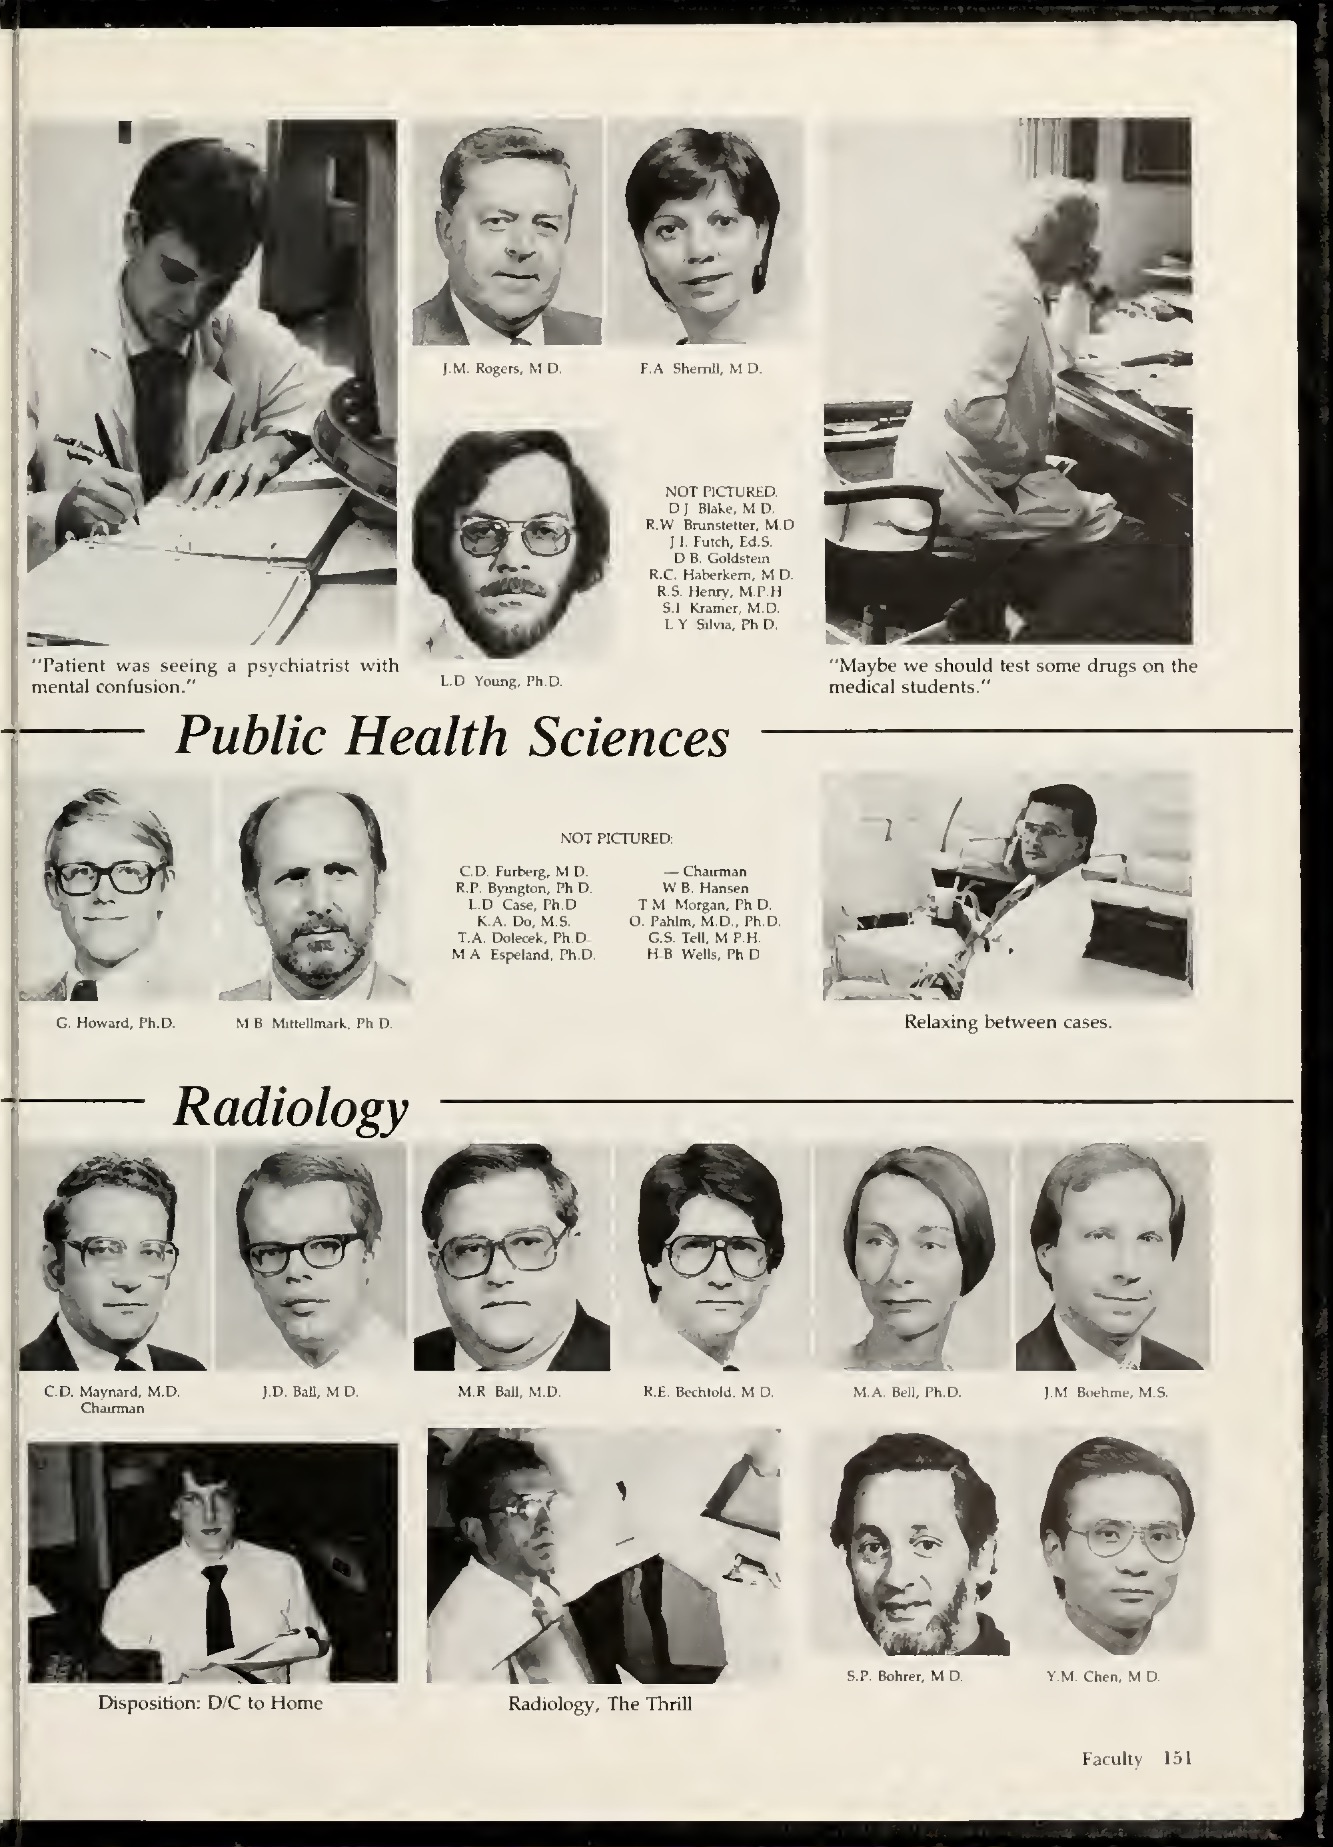 J.M. Rogers, M D.
F.A Sherrill, M D.
L.D Young, Ph.D.
NOT PICTURED.
D J Blake, M D.
R.W Brunstetter, M.D
J I. Futch, Ed.S.
D B. Goldstein
R.C. Haberkern, M D.
R.S. Henry, M.P.H
S.I Kramer, M.D.
L Y Silvia, Ph D.
"Patient was seeing a psychiatrist with
mental confusion."
"Maybe we should test some drugs on the
medical students."
Public Health Sciences
G. Howard, Ph.D.
M B Mittellmark, Ph D.
NOT PICTURED:
C.D. Furberg, M D. — Chairman
R.P. Byington, Ph D. W B. Hansen
L.D Case, Ph.D T M Morgan, Ph D.
K.A. Do, M.S. O. Pahlm, M.D., Ph.D.
T.A. Dolecek, Ph.D. G.S. Tell, M P.H.
M A Espeland, Ph.D. H B Wells, Ph D
Relaxing between cases.
Radiology
C.D. Maynard, M.D.
Chairman
J.D. Ball, M D.
M.R Ball, M.D.
R.E. Bechtold, M D.
M.A. Bell, Ph.D.
J.M Boehme, M.S.
Disposition: D/C to Home
Radiology, The Thrill
S.P. Bohrer, M D.
Y.M. Chen, M D.
Faculty 151